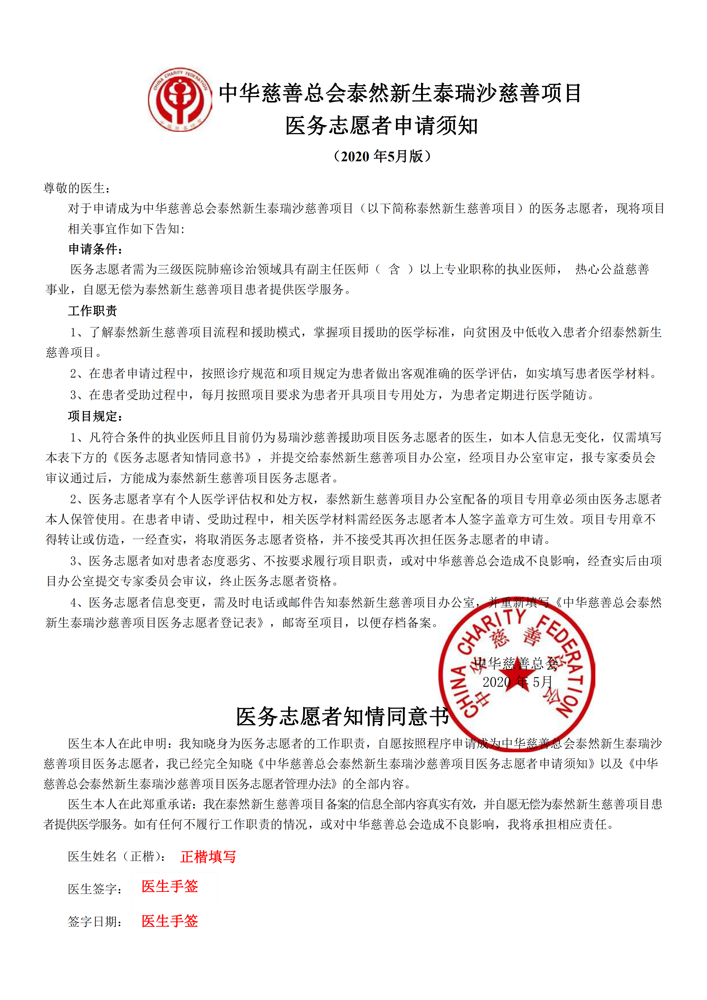 CHINA CHARITY FEDERATION
中華慈善總會
中华慈善总会泰然新生泰瑞沙慈善项目
医务志愿者申请须知
（2020 年5月版）
尊敬的医生：
对于申请成为中华慈善总会泰然新生泰瑞沙慈善项目（以下简称泰然新生慈善项目）的医务志愿者，现将项目
相关事宜作如下告知：
申请条件：
医务志愿者需为三级医院肺癌诊治领域具有副主任医师（ 含 ）以上专业职称的执业医师， 热心公益慈善
事业，自愿无偿为泰然新生慈善项目患者提供医学服务。
工作职责
1、了解泰然新生慈善项目流程和援助模式，掌握项目援助的医学标准，向贫困及中低收入患者介绍泰然新生
慈善项目。
2、在患者申请过程中，按照诊疗规范和项目规定为患者做出客观准确的医学评估，如实填写患者医学材料。
3、在患者受助过程中，每月按照项目要求为患者开具项目专用处方，为患者定期进行医学随访。
项目规定：
1、凡符合条件的执业医师且目前仍为易瑞沙慈善援助项目医务志愿者的医生，如本人信息无变化，仅需填写
本表下方的《医务志愿者知情同意书》，并提交给泰然新生慈善项目办公室，经项目办公室审定，报专家委员会
审议通过后，方能成为泰然新生慈善项目医务志愿者。
2、医务志愿者享有个人医学评估权和处方权，泰然新生慈善项目办公室配备的项目专用章必须由医务志愿者
本人保管使用。在患者申请、受助过程中，相关医学材料需经医务志愿者本人签字盖章方可生效。项目专用章不
得转让或仿造，一经查实，将取消医务志愿者资格，并不接受其再次担任医务志愿者的申请。
3、医务志愿者如对患者态度恶劣、不按要求履行项目职责，或对中华慈善总会造成不良影响，经查实后由项
目办公室提交专家委员会审议，终止医务志愿者资格。
4、医务志愿者信息变更，需及时电话或邮件告知泰然新生慈善项目办公室，并重新填写《中华慈善总会泰然
新生泰瑞沙慈善项目医务志愿者登记表》，邮寄至项目，以便存档备案。
CHINA CHARITY FEDERATION
中华慈善总会
中华慈善总会
2020 年 5月
医务志愿者知情同意书
医生本人在此申明：我知晓身为医务志愿者的工作职责，自愿按照程序申请成为中华慈善总会泰然新生泰瑞沙
慈善项目医务志愿者，我已经完全知晓《中华慈善总会泰然新生泰瑞沙慈善项目医务志愿者申请须知》以及《中华
慈善总会泰然新生泰瑞沙慈善项目医务志愿者管理办法》的全部内容。
医生本人在此郑重承诺：我在泰然新生慈善项目备案的信息全部内容真实有效，并自愿无偿为泰然新生慈善项目患
者提供医学服务。如有任何不履行工作职责的情况，或对中华慈善总会造成不良影响，我将承担相应责任。
医生姓名（正楷）： 正楷填写
医生签字： 医生手签
签字日期： 医生手签